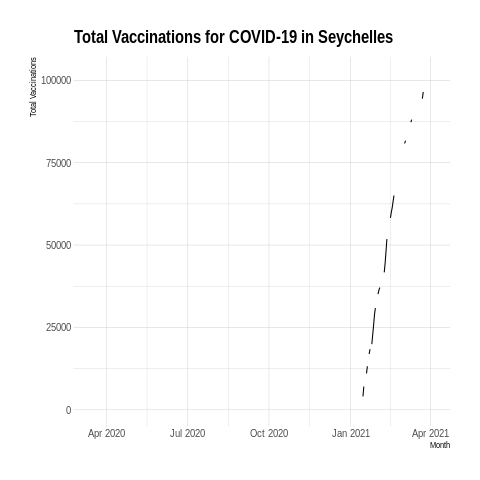 Total Vaccinations for COVID-19 in Seychelles
Total Vaccinations
100000
75000
50000
25000
0
Apr 2020 Jul 2020 Oct 2020 Jan 2021 Apr 2021
Month